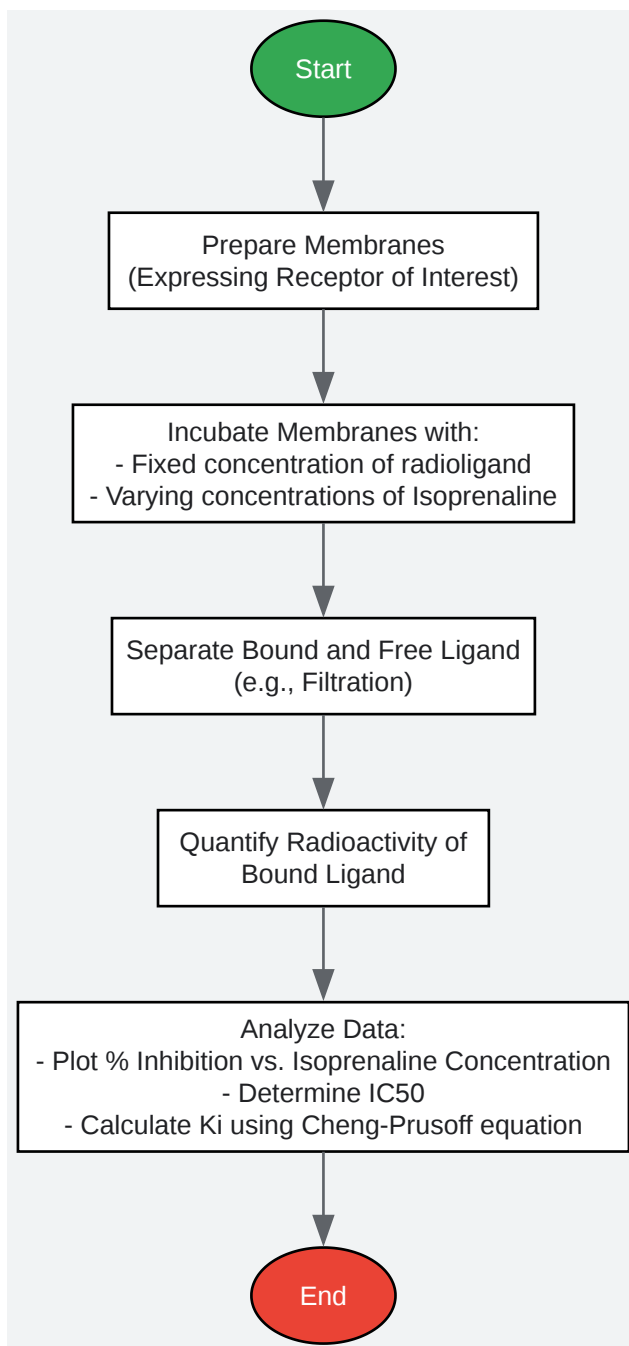 Start
Prepare Membranes
(Expressing Receptor of Interest)
Incubate Membranes with:
- Fixed concentration of radioligand
- Varying concentrations of Isoprenaline
Separate Bound and Free Ligand
(e.g., Filtration)
Quantify Radioactivity of
Bound Ligand
Analyze Data:
- Plot % Inhibition vs. Isoprenaline Concentration
- Determine IC50
- Calculate Ki using Cheng-Prusoff equation
End